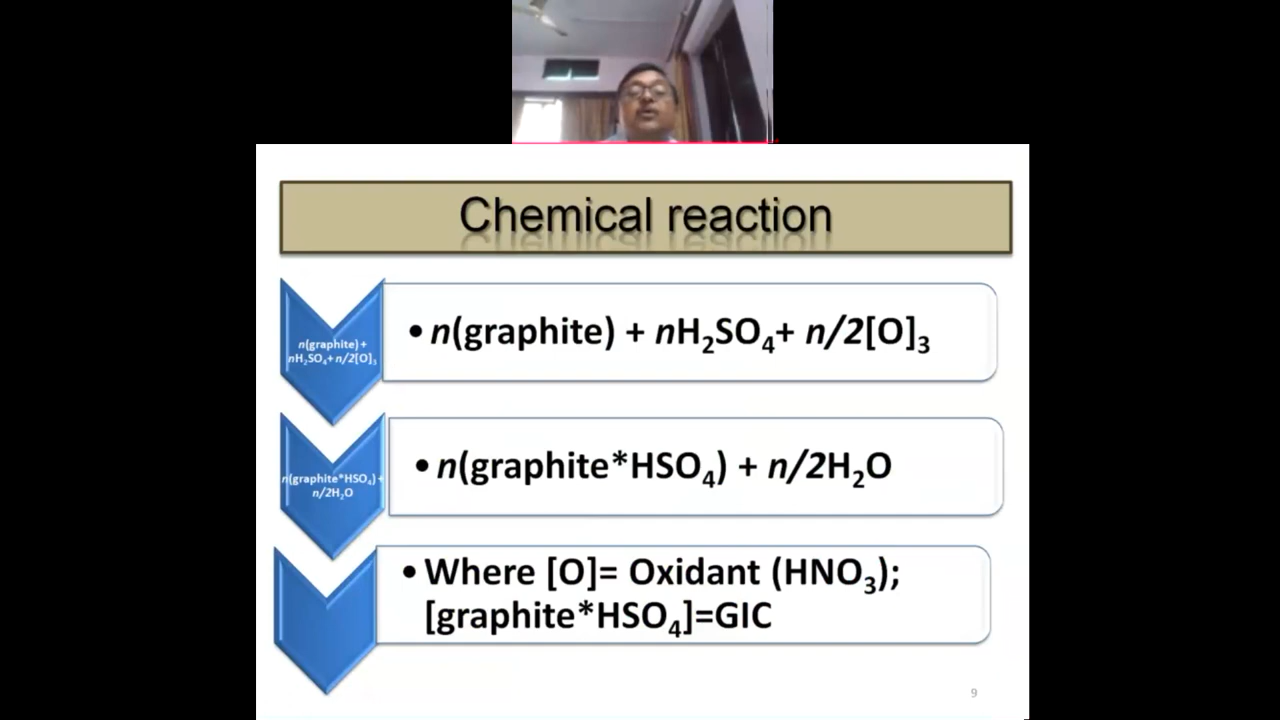 Chemical reaction
n(graphite) +
nH₂SO₄+ n/2[O]₃
• n(graphite) + nH₂SO₄+ n/2[O]₃
n(graphite*HSO₄) +
n/2H₂O
• n(graphite*HSO₄) + n/2H₂O
• Where [O]= Oxidant (HNO₃);
[graphite*HSO₄]=GIC
9